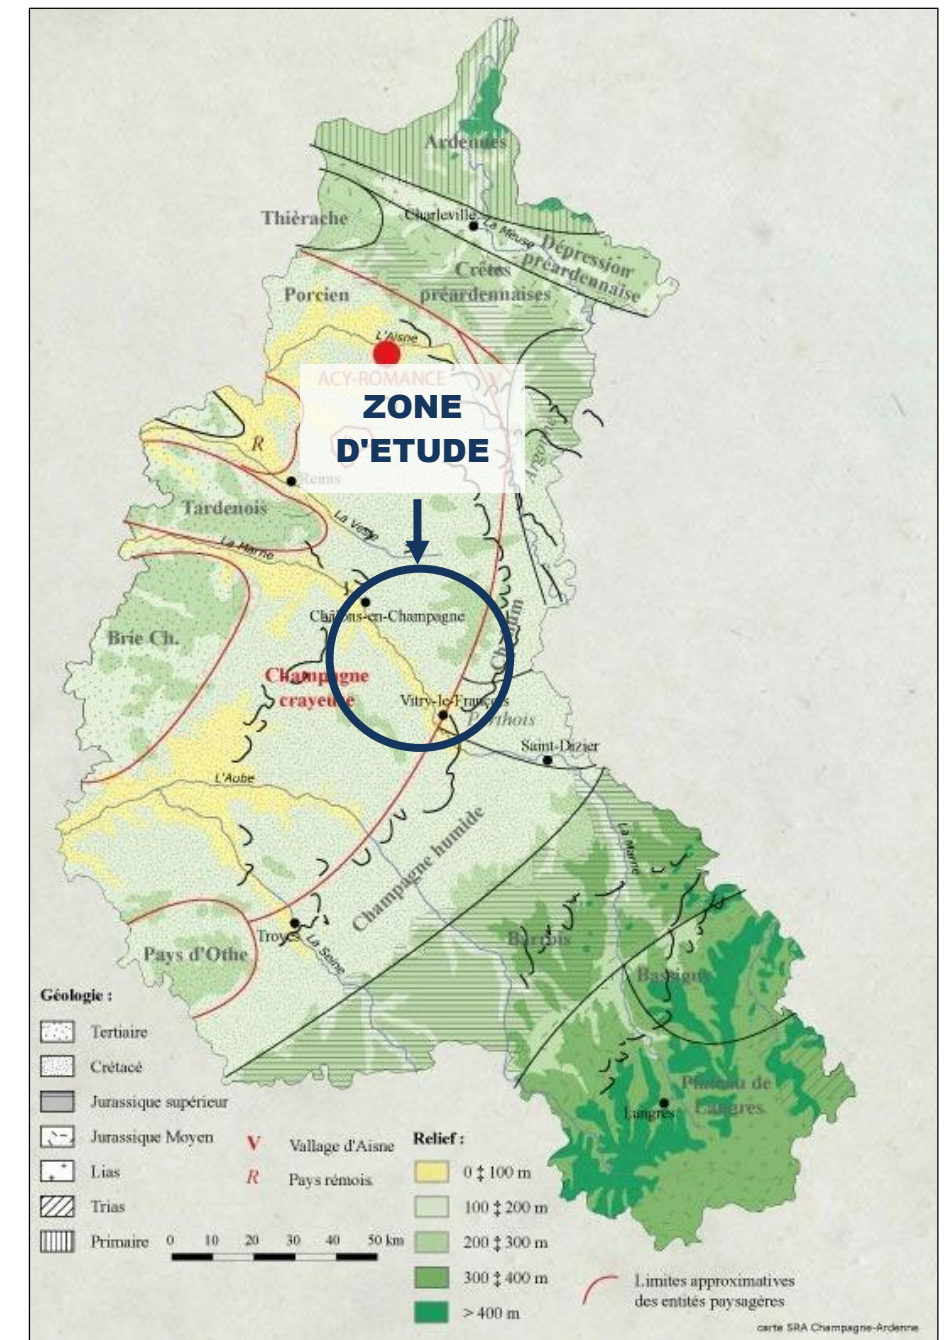 Ardennes
Thièrache
Charleville
La Meuse
Dépression
préardennaise
Crêtes
préardennaises
Porcien
L'Aisne
ACY-ROMANCE
V
ZONE
D'ETUDE
Argonne
R
Reims
Tardenois
La Vesle
La Marne
Châlons-en-Champagne
Brie Ch.
Champagne
crayeuse
Vitry-le-François
Perthois
Saint-Dizier
L'Aube
La Marne
Champagne humide
Troyes
La Seine
Pays d'Othe
Barrois
Bassigny
Plateau de
Langres
Langres
Géologie :
Tertiaire
Crétacé
Jurassique supérieur
Jurassique Moyen
Lias
Trias
Primaire
V Vallage d'Aisne
R Pays rémois
0 10 20 30 40 50 km
Relief :
0 ‡ 100 m
100 ‡ 200 m
200 ‡ 300 m
300 ‡ 400 m
> 400 m
Limites approximatives
des entités paysagères
carte SRA Champagne-Ardenne